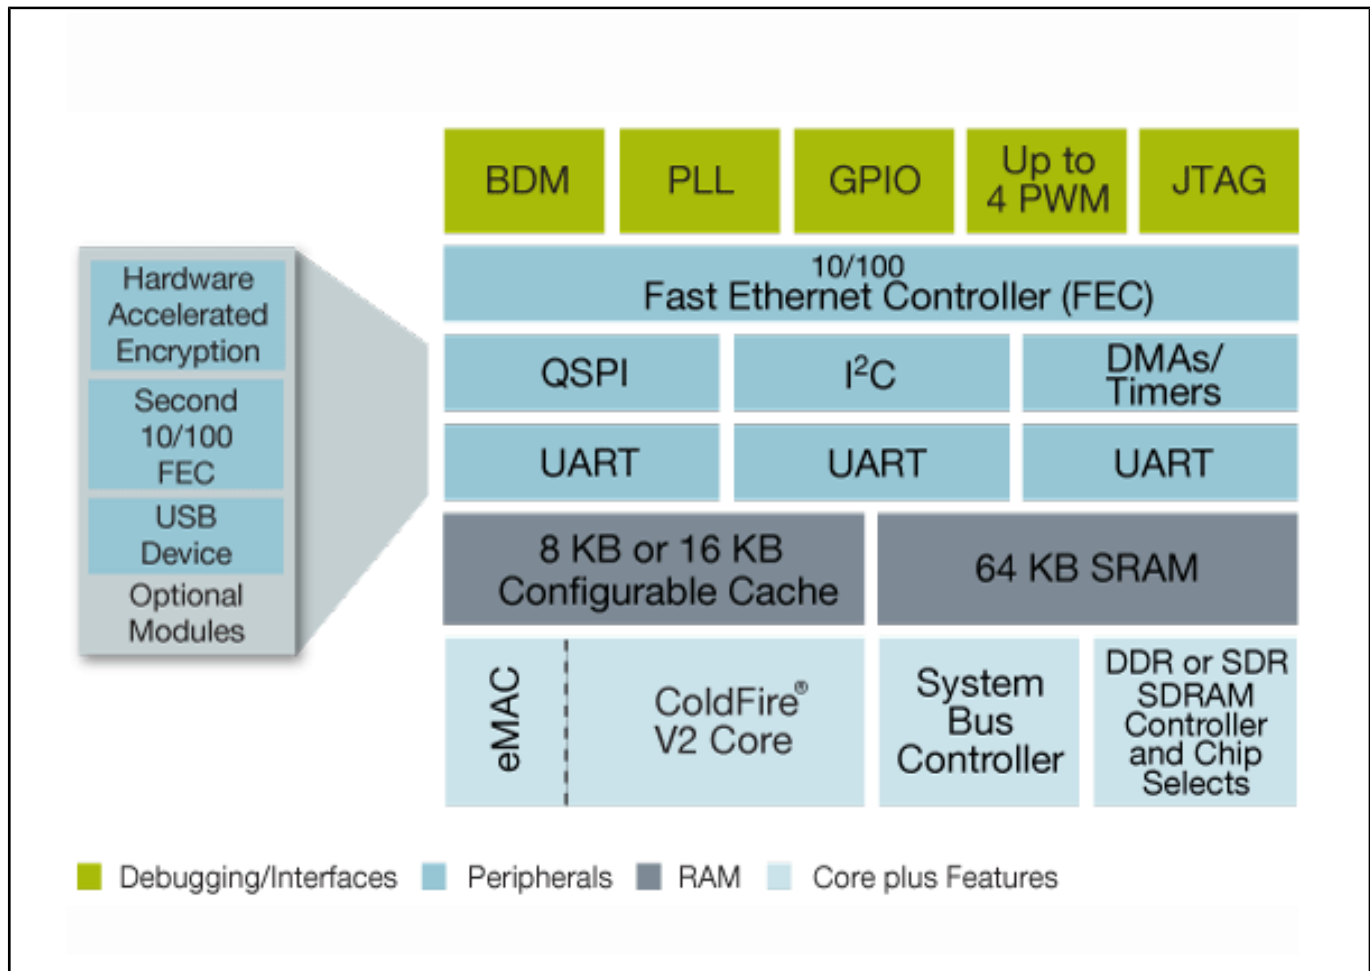 BDM
PLL
GPIO
Up to
4 PWM
JTAG
10/100
Fast Ethernet Controller (FEC)
Hardware
Accelerated
Encryption
Second
10/100
FEC
USB
Device
Optional
Modules
QSPI
I²C
DMAs/
Timers
UART
UART
UART
8 KB or 16 KB
Configurable Cache
64 KB SRAM
eMAC
ColdFire®
V2 Core
System
Bus
Controller
DDR or SDR
SDRAM
Controller
and Chip
Selects
Debugging/Interfaces
Peripherals
RAM
Core plus Features